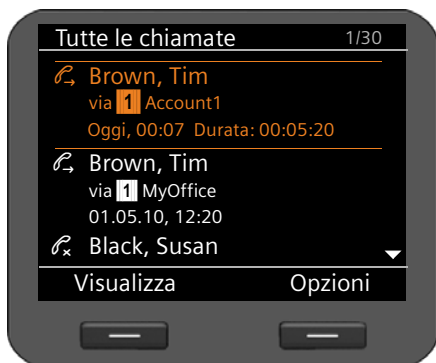 Tutte le chiamate 1/30
Brown, Tim
via 1 Account1
Oggi, 00:07 Durata: 00:05:20
Brown, Tim
via 1 MyOffice
01.05.10, 12:20
Black, Susan
Visualizza Opzioni